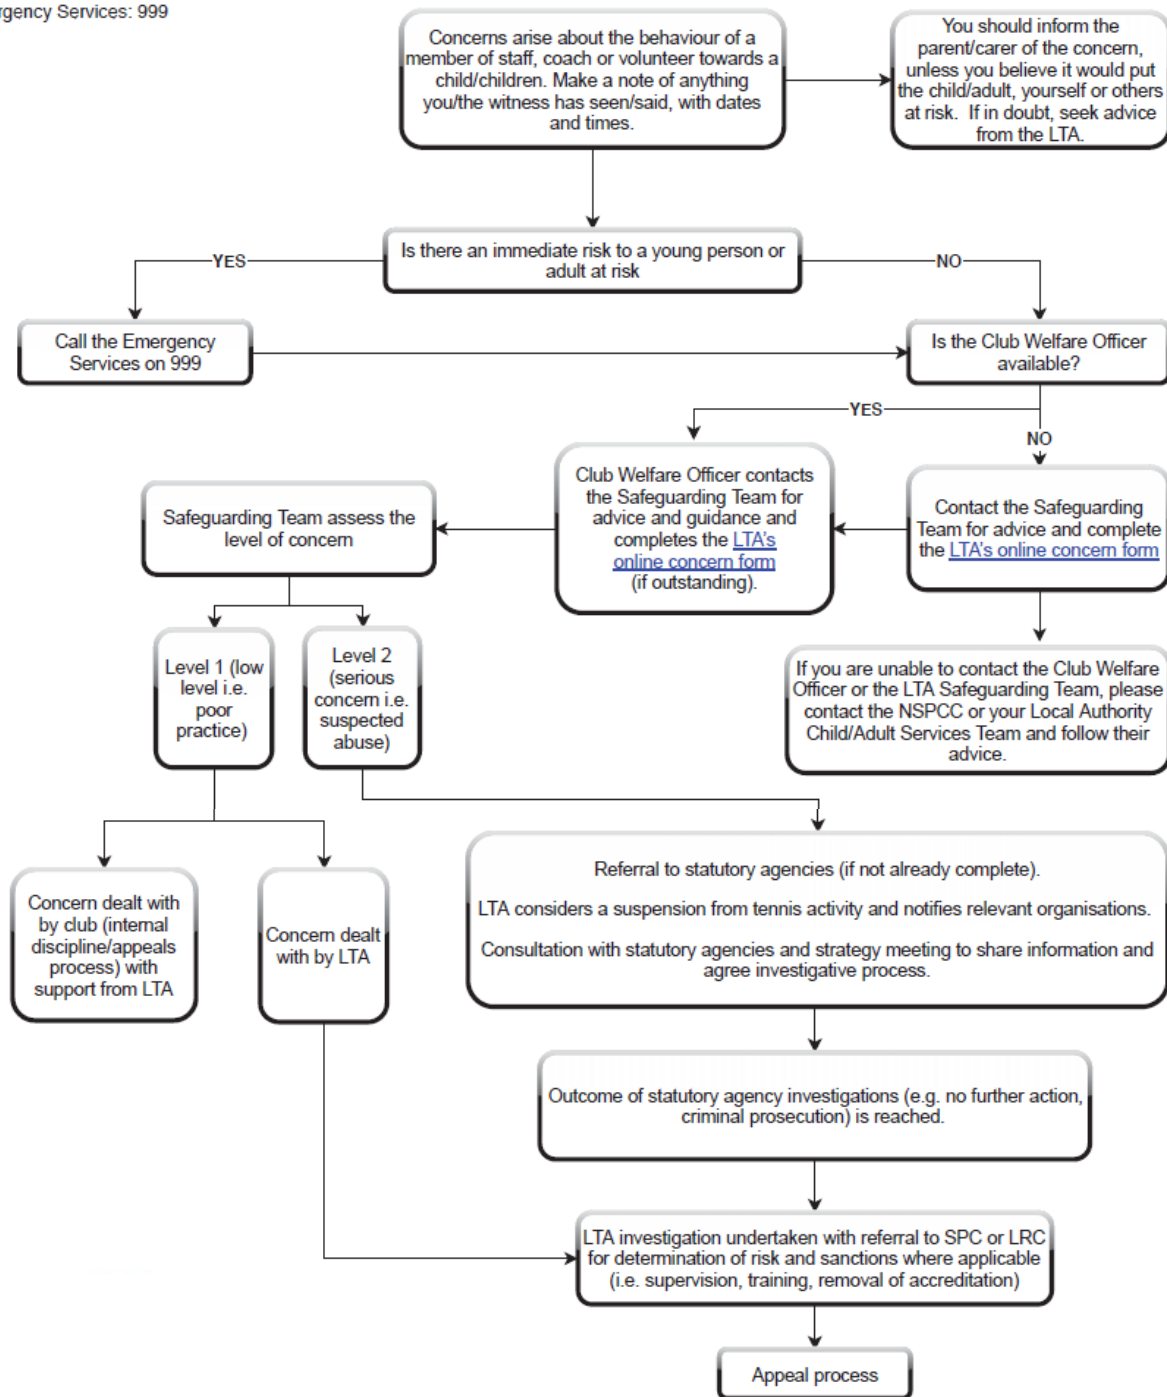 rgency Services: 999
Concerns arise about the behaviour of a
member of staff, coach or volunteer towards a
child/children. Make a note of anything
you/the witness has seen/said, with dates
and times.
You should inform the
parent/carer of the concern,
unless you believe it would put
the child/adult, yourself or others
at risk. If in doubt, seek advice
from the LTA.
Is there an immediate risk to a young person or
adult at risk
YES
NO
Call the Emergency
Services on 999
Is the Club Welfare Officer
available?
YES
NO
Club Welfare Officer contacts
the Safeguarding Team for
advice and guidance and
completes the LTA's
online concern form
(if outstanding).
Contact the Safeguarding
Team for advice and complete
the LTA's online concern form
Safeguarding Team assess the
level of concern
Level 1 (low
level i.e.
poor
practice)
Level 2
(serious
concern i.e.
suspected
abuse)
If you are unable to contact the Club Welfare
Officer or the LTA Safeguarding Team, please
contact the NSPCC or your Local Authority
Child/Adult Services Team and follow their
advice.
Concern dealt with
by club (internal
discipline/appeals
process) with
support from LTA
Concern dealt
with by LTA
Referral to statutory agencies (if not already complete).
LTA considers a suspension from tennis activity and notifies relevant organisations.
Consultation with statutory agencies and strategy meeting to share information and
agree investigative process.
Outcome of statutory agency investigations (e.g. no further action,
criminal prosecution) is reached.
LTA investigation undertaken with referral to SPC or LRC
for determination of risk and sanctions where applicable
(i.e. supervision, training, removal of accreditation)
Appeal process